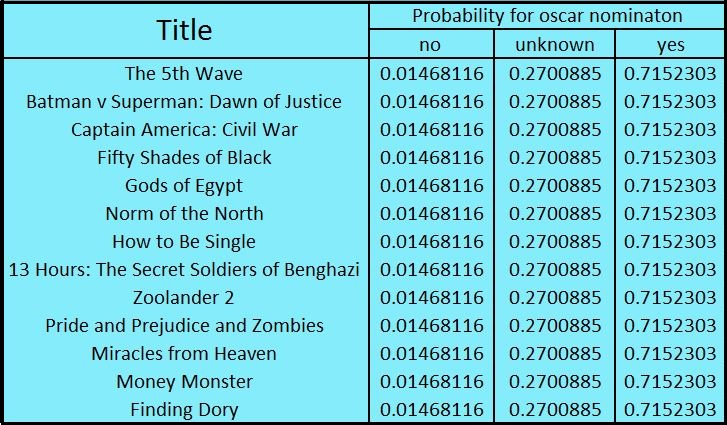 Title
Probability for oscar nominaton
no unknown yes
The 5th Wave 0.01468116 0.2700885 0.7152303
Batman v Superman: Dawn of Justice 0.01468116 0.2700885 0.7152303
Captain America: Civil War 0.01468116 0.2700885 0.7152303
Fifty Shades of Black 0.01468116 0.2700885 0.7152303
Gods of Egypt 0.01468116 0.2700885 0.7152303
Norm of the North 0.01468116 0.2700885 0.7152303
How to Be Single 0.01468116 0.2700885 0.7152303
13 Hours: The Secret Soldiers of Benghazi 0.01468116 0.2700885 0.7152303
Zoolander 2 0.01468116 0.2700885 0.7152303
Pride and Prejudice and Zombies 0.01468116 0.2700885 0.7152303
Miracles from Heaven 0.01468116 0.2700885 0.7152303
Money Monster 0.01468116 0.2700885 0.7152303
Finding Dory 0.01468116 0.2700885 0.7152303